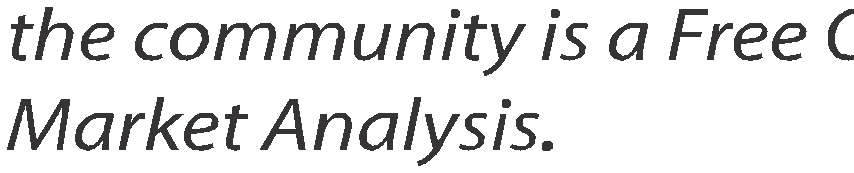 the community is a Free
Market Analysis.